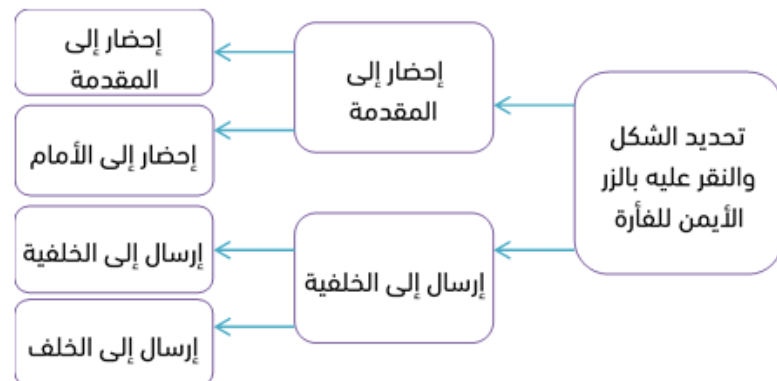 تحديد الشكل
والنقر عليه بالزر
الأيمن للفأرة
إحضار إلى
المقدمة
إحضار إلى
المقدمة
إحضار إلى الأمام
إرسال إلى الخلفية
إرسال إلى الخلفية
إرسال إلى الخلف